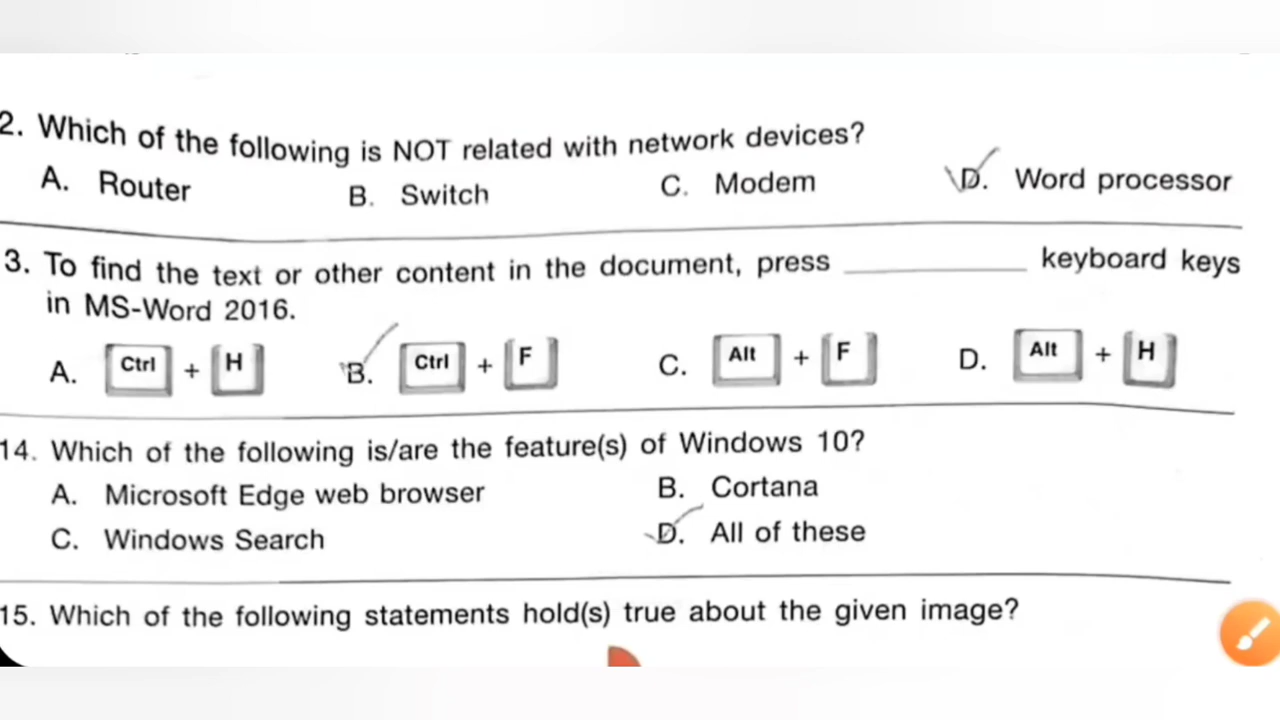 2. Which of the following is NOT related with network devices?
A. Router B. Switch C. Modem D. Word processor
3. To find the text or other content in the document, press __________ keyboard keys
in MS-Word 2016.
A. Ctrl + H B. Ctrl + F C. Alt + F D. Alt + H
14. Which of the following is/are the feature(s) of Windows 10?
A. Microsoft Edge web browser B. Cortana
C. Windows Search D. All of these
15. Which of the following statements hold(s) true about the given image?